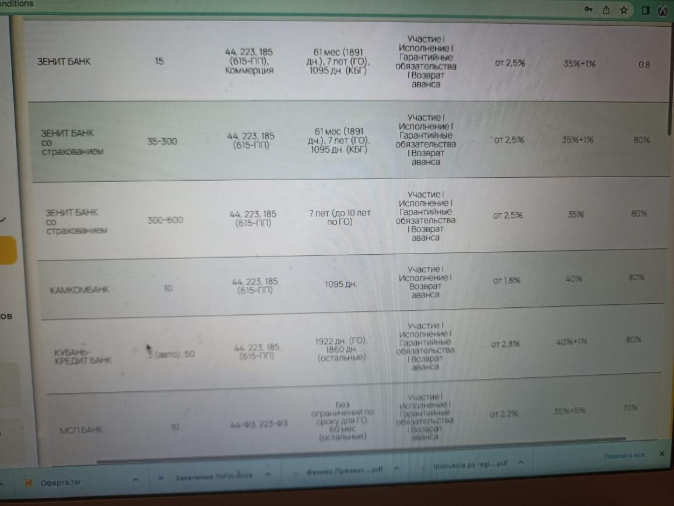 nditions
ЗЕНИТ БАНК
15
44, 223, 185
(615-ПП),
Коммерция
61 мес (1891
дн.), 7 лет (ГО),
1095 дн. (КБГ)
Участие I
Исполнение I
Гарантийные
обязательства
I Возврат
аванса
от 2,5%
35%+1%
0.8
ЗЕНИТ БАНК
со
страхованием
35-300
44, 223, 185
(615-ПП)
61 мес (1891
дн.), 7 лет (ГО),
1095 дн. (КБГ)
Участие I
Исполнение I
Гарантийные
обязательства
I Возврат
аванса
от 2,5%
35%+1%
80%
ЗЕНИТ БАНК
со
страхованием
300-600
44, 223, 185
(615-ПП)
7 лет (до 10 лет
по ГО)
Участие I
Исполнение I
Гарантийные
обязательства
I Возврат
аванса
от 2,5%
35%
80%
КАМКОМБАНК
10
44, 223, 185
(615-ПП)
1095 дн.
Участие I
Исполнение I
Возврат
аванса
от 1,8%
40%
80%
КУБАНЬ-
КРЕДИТ БАНК
3 (авто), 50
44, 223, 185
(615-ПП)
1922 дн. (ГО),
1860 дн
(остальные)
Участие I
Исполнение I
Гарантийные
обязательства
I Возврат
аванса
от 2,8%
40%+1%
80%
МСП БАНК
10
44-ФЗ, 223-ФЗ
Без
ограничений по
сроку для ГО,
60 мес
(остальные)
Участие I
Исполнение I
Гарантийные
обязательства
I Возврат
аванса
от 2.2%
35%+5%
70%
ов
Оферта.rar
Заявление YoFin.docx
Финико Презент....pdf
Instrukcia po regi....pdf
Показать все